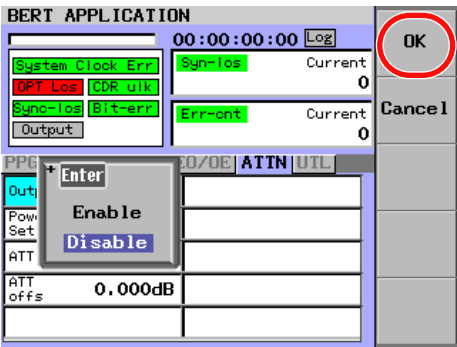 BERT APPLICATION
00:00:00:00 Log
OK
System Clock Err
Syn-los Current
OPT Los CDR ulk
0
Sync-los Bit-err
Cancel
Err-cnt Current
Output
0
PPG EO/OE ATTN UTL
Enter
Outp
Enable
Powe
Set
Disable
ATT
ATT
offs 0.000dB